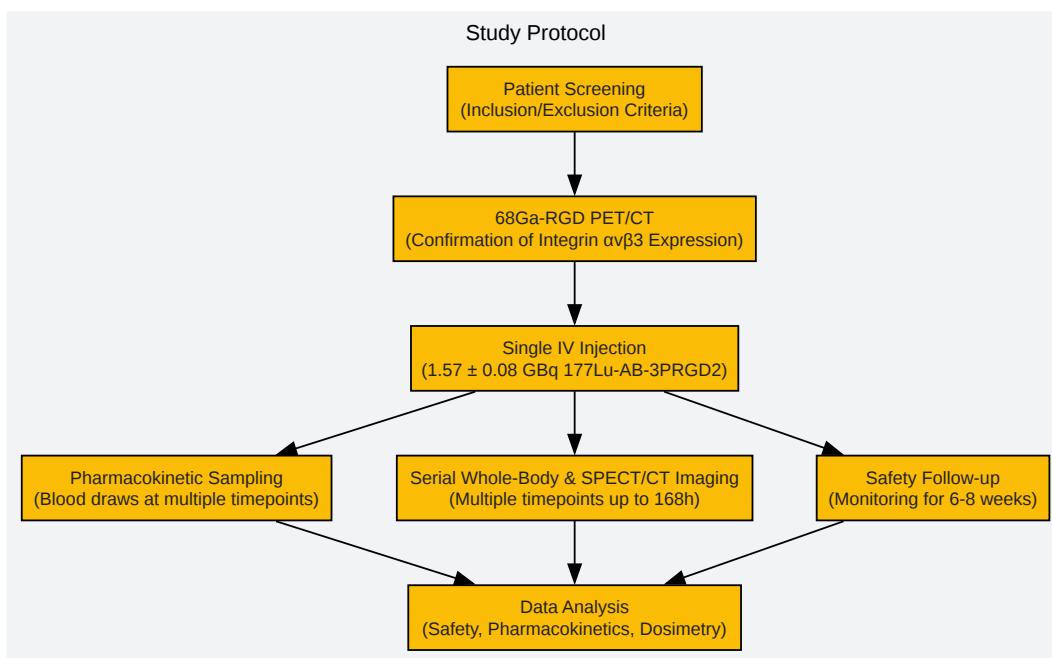 Study Protocol
Patient Screening
(Inclusion/Exclusion Criteria)
68Ga-RGD PET/CT
(Confirmation of Integrin αvβ3 Expression)
Single IV Injection
(1.57 ± 0.08 GBq 177Lu-AB-3PRGD2)
Pharmacokinetic Sampling
(Blood draws at multiple timepoints)
Serial Whole-Body & SPECT/CT Imaging
(Multiple timepoints up to 168h)
Safety Follow-up
(Monitoring for 6-8 weeks)
Data Analysis
(Safety, Pharmacokinetics, Dosimetry)